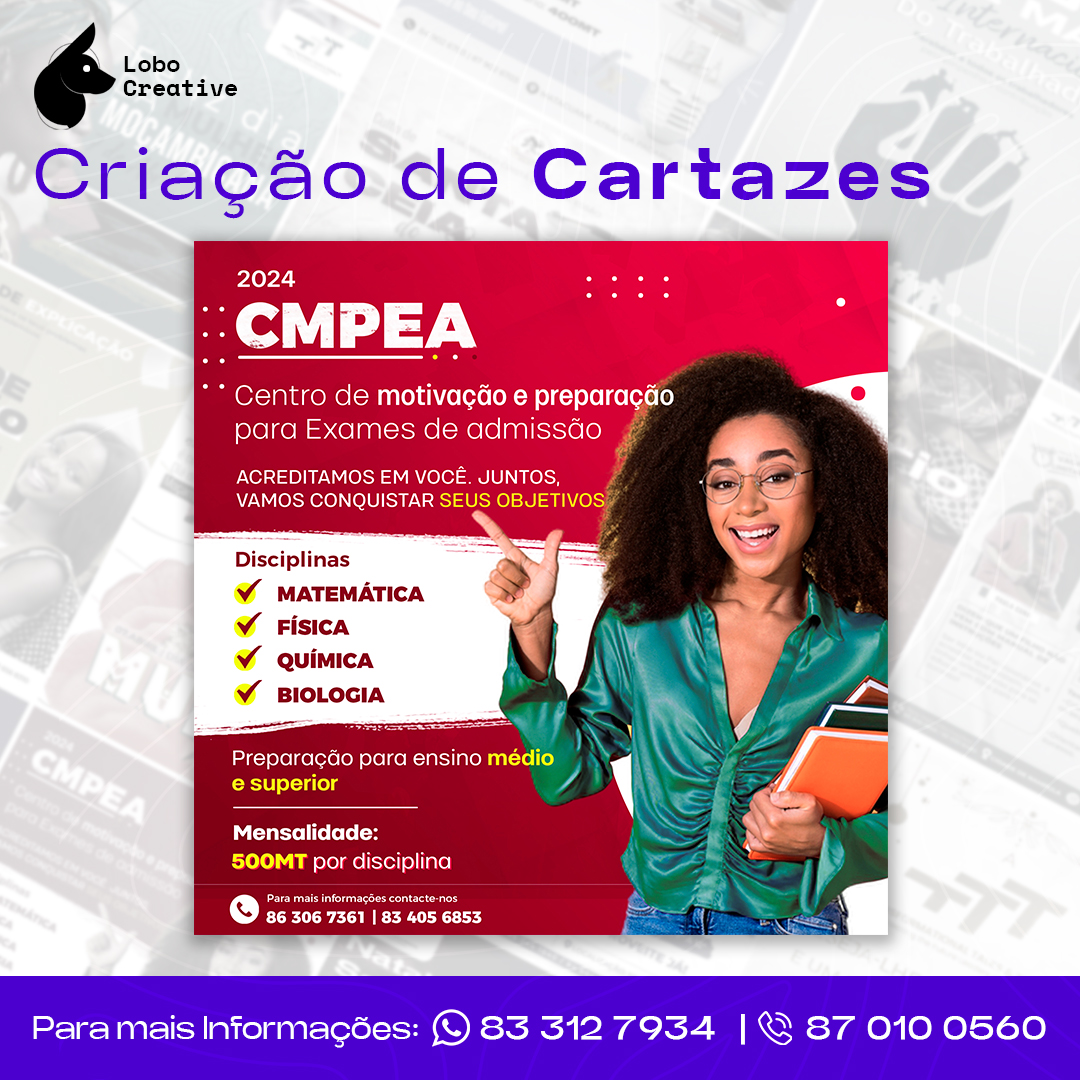 Lobo
Creative
Criação de Cartazes
2024
CMPEA
Centro de motivação e preparação
para Exames de admissão
ACREDITAMOS EM VOCÊ. JUNTOS,
VAMOS CONQUISTAR SEUS OBJETIVOS
Disciplinas
MATEMÁTICA
FÍSICA
QUÍMICA
BIOLOGIA
Preparação para ensino médio
e superior
Mensalidade:
500MT por disciplina
Para mais informações contacte-nos
86 306 7361 | 83 405 6853
Para mais Informações: 83 312 7934 | 87 010 0560